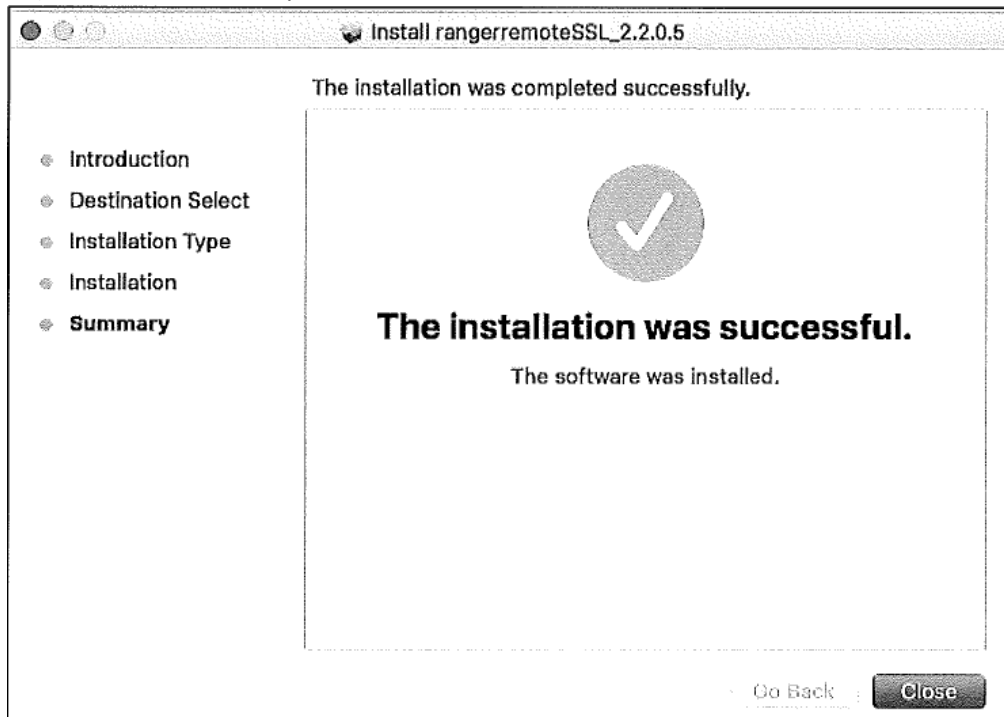 Install rangerremoteSSL_2.2.0.5
The installation was completed successfully.
Introduction
Destination Select
Installation Type
Installation
Summary
The installation was successful.
The software was installed.
Go Back
Close